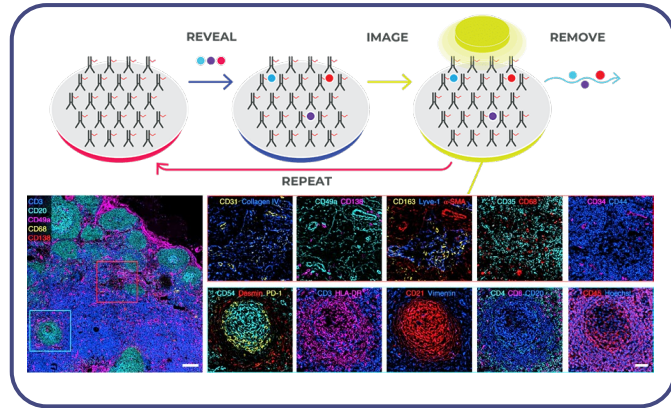 REVEAL
IMAGE
REMOVE
REPEAT
CD3
CD20
CD49a
CD68
CD138
CD31 Collagen IV
CD49a CD138
CD163 Lyve-1 α-SMA
CD35 CD68
CD34 CD44
CD54 Desmin PD-1
CD3 HLA-DR
CD21 Vimentin
CD4 CD8 CD20
CD45 Hoechst